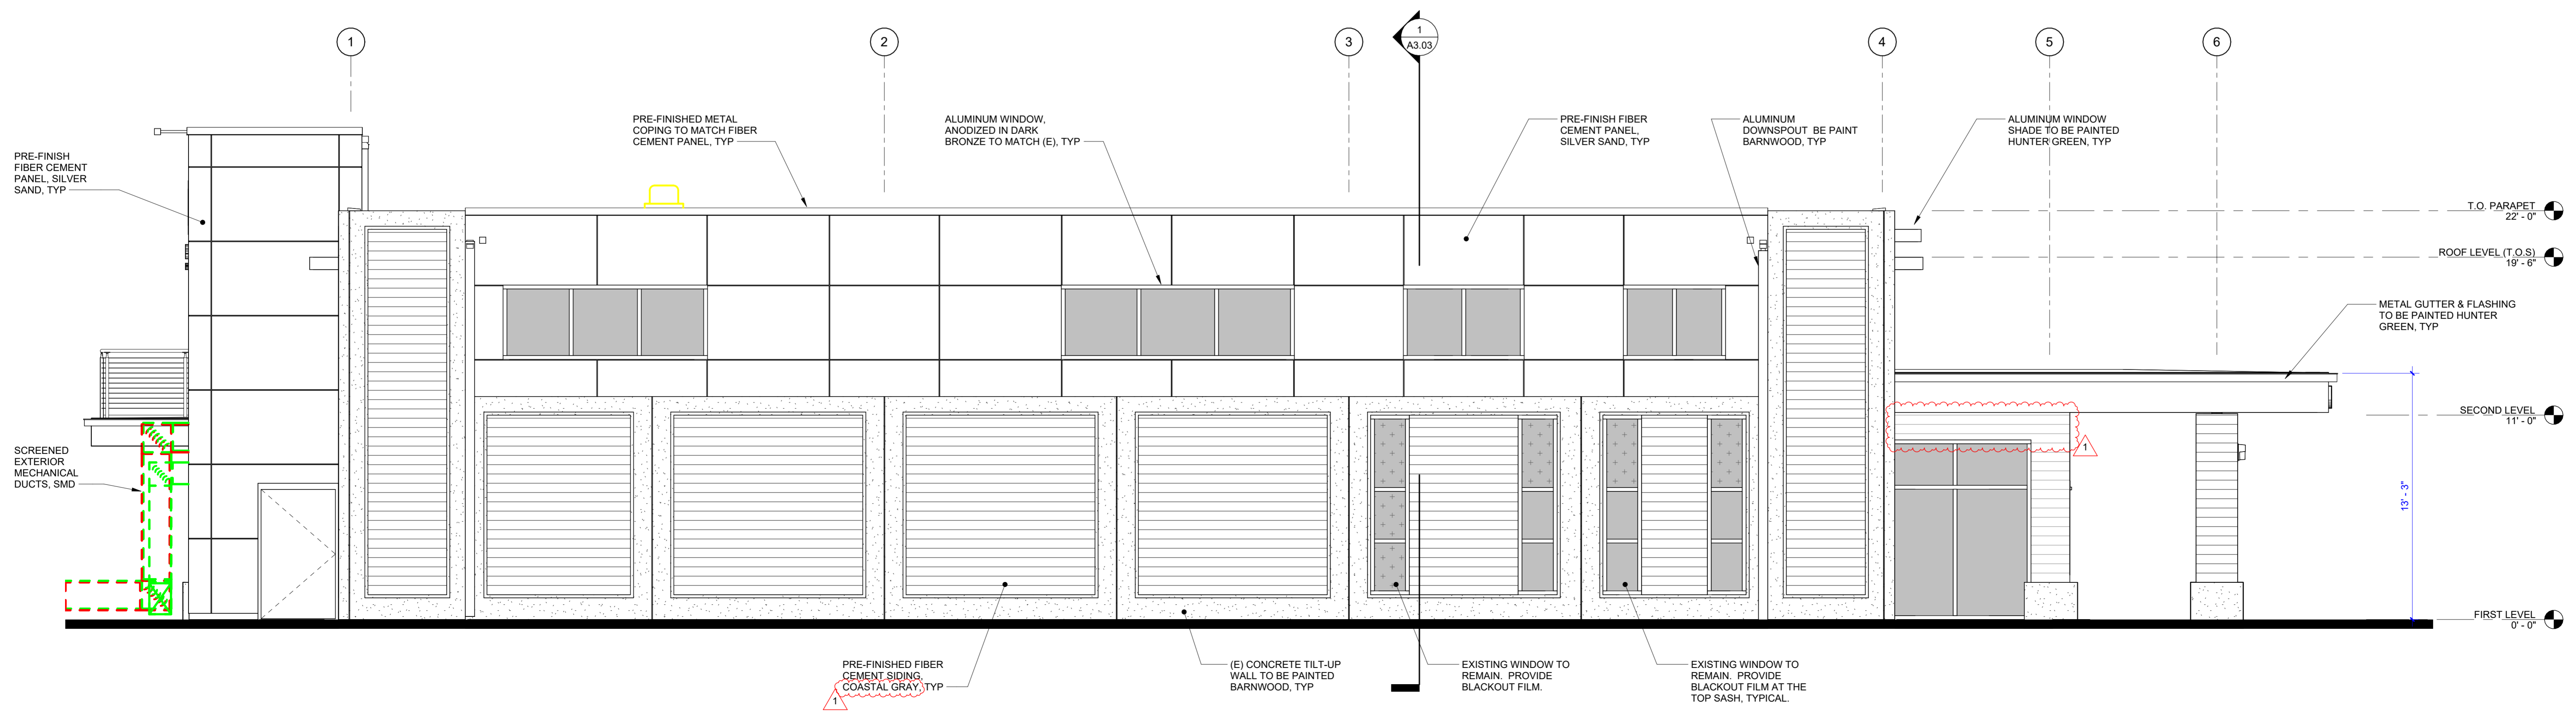 1
2
3
1
A3.03
4
5
6
PRE-FINISH
FIBER CEMENT
PANEL, SILVER
SAND, TYP
PRE-FINISHED METAL
COPING TO MATCH FIBER
CEMENT PANEL, TYP
ALUMINUM WINDOW,
ANODIZED IN DARK
BRONZE TO MATCH (E), TYP
PRE-FINISH FIBER
CEMENT PANEL,
SILVER SAND, TYP
ALUMINUM
DOWNSPOUT BE PAINT
BARNWOOD, TYP
ALUMINUM WINDOW
SHADE TO BE PAINTED
HUNTER GREEN, TYP
T.O. PARAPET
22' - 0"
ROOF LEVEL (T.O.S)
19' - 6"
METAL GUTTER & FLASHING
TO BE PAINTED HUNTER
GREEN, TYP
SECOND LEVEL
11' - 0"
1
SCREENED
EXTERIOR
MECHANICAL
DUCTS, SMD
13' - 3"
FIRST LEVEL
0' - 0"
PRE-FINISHED FIBER
CEMENT SIDING,
COASTAL GRAY, TYP
1
(E) CONCRETE TILT-UP
WALL TO BE PAINTED
BARNWOOD, TYP
EXISTING WINDOW TO
REMAIN. PROVIDE
BLACKOUT FILM.
EXISTING WINDOW TO
REMAIN. PROVIDE
BLACKOUT FILM AT THE
TOP SASH, TYPICAL.